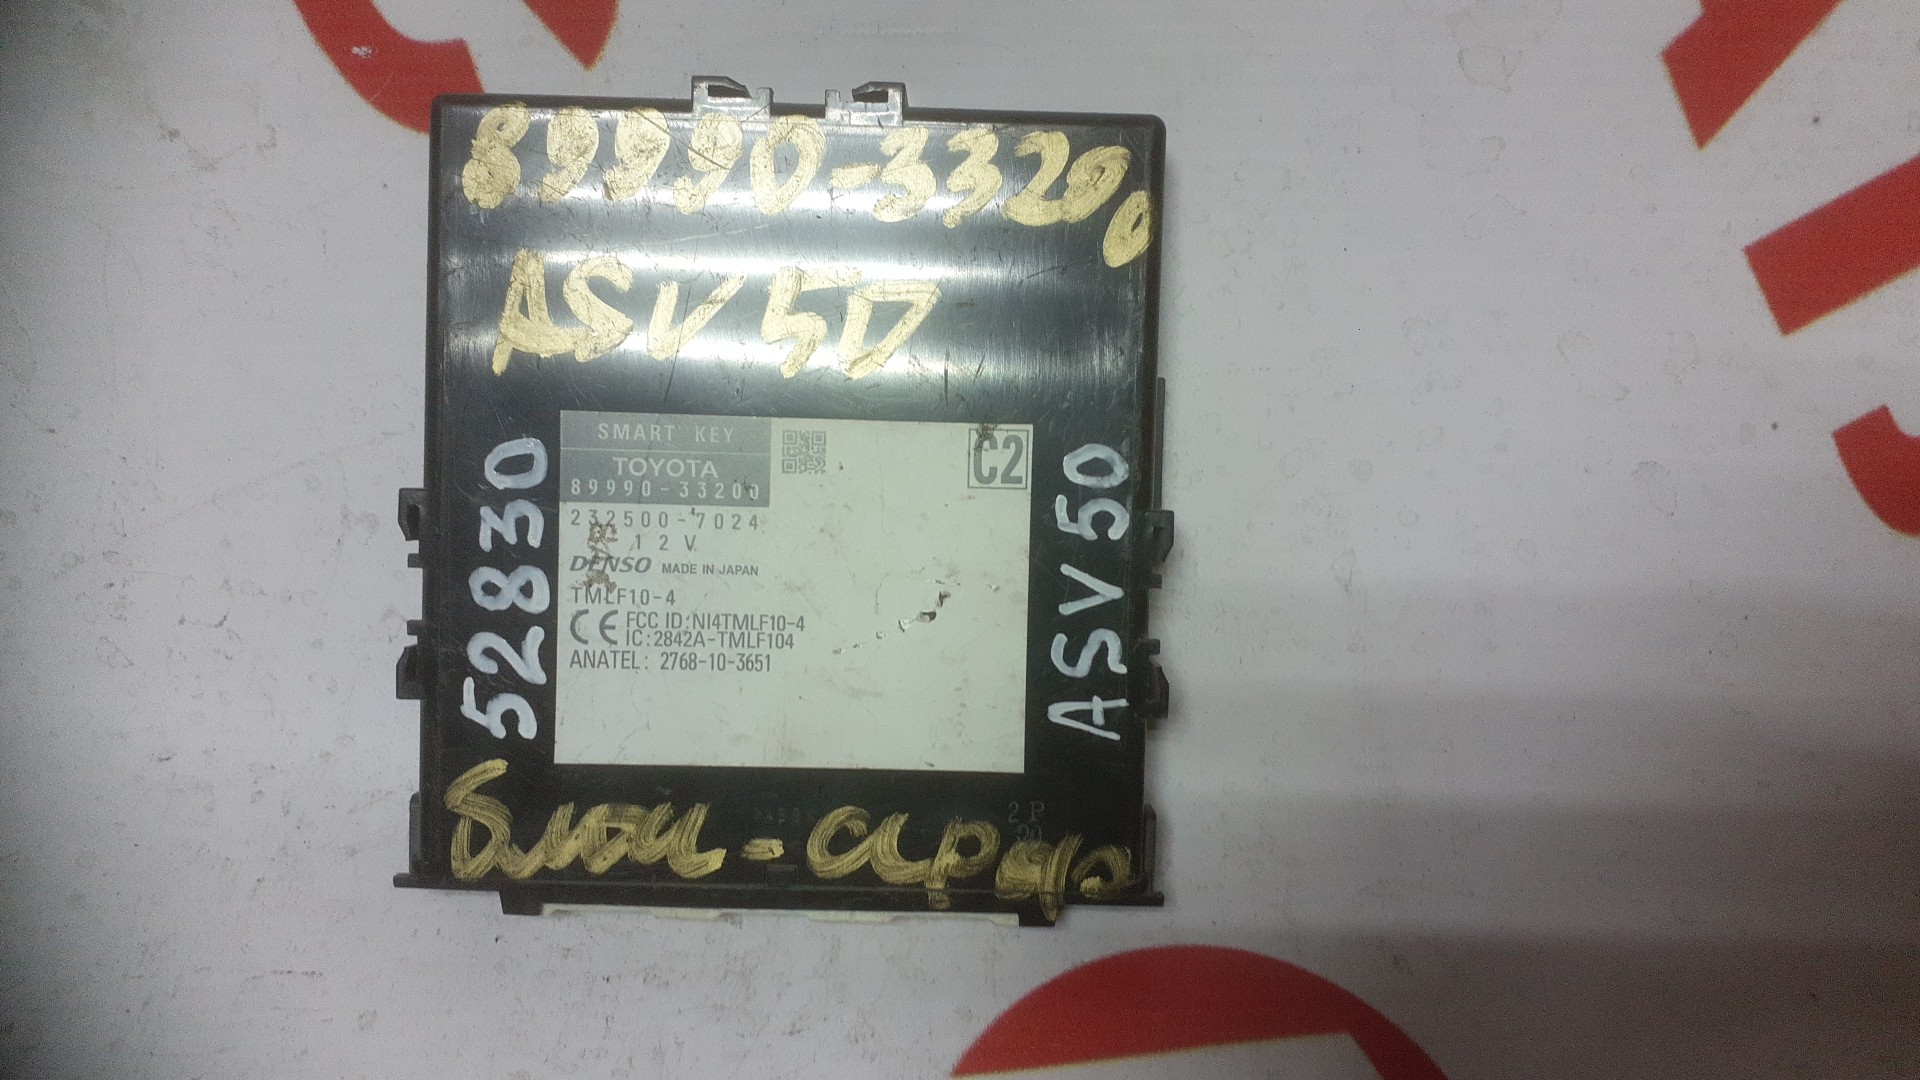 89990-33200
ASV50
52830
SMART KEY
TOYOTA
89990-33200
232500-7024
12V
DENSO MADE IN JAPAN
TMLF10-4
CE FCC ID:NI4TMLF10-4
IC:2842A-TMLF104
ANATEL: 2768-10-3651
C2
ASV50
2P